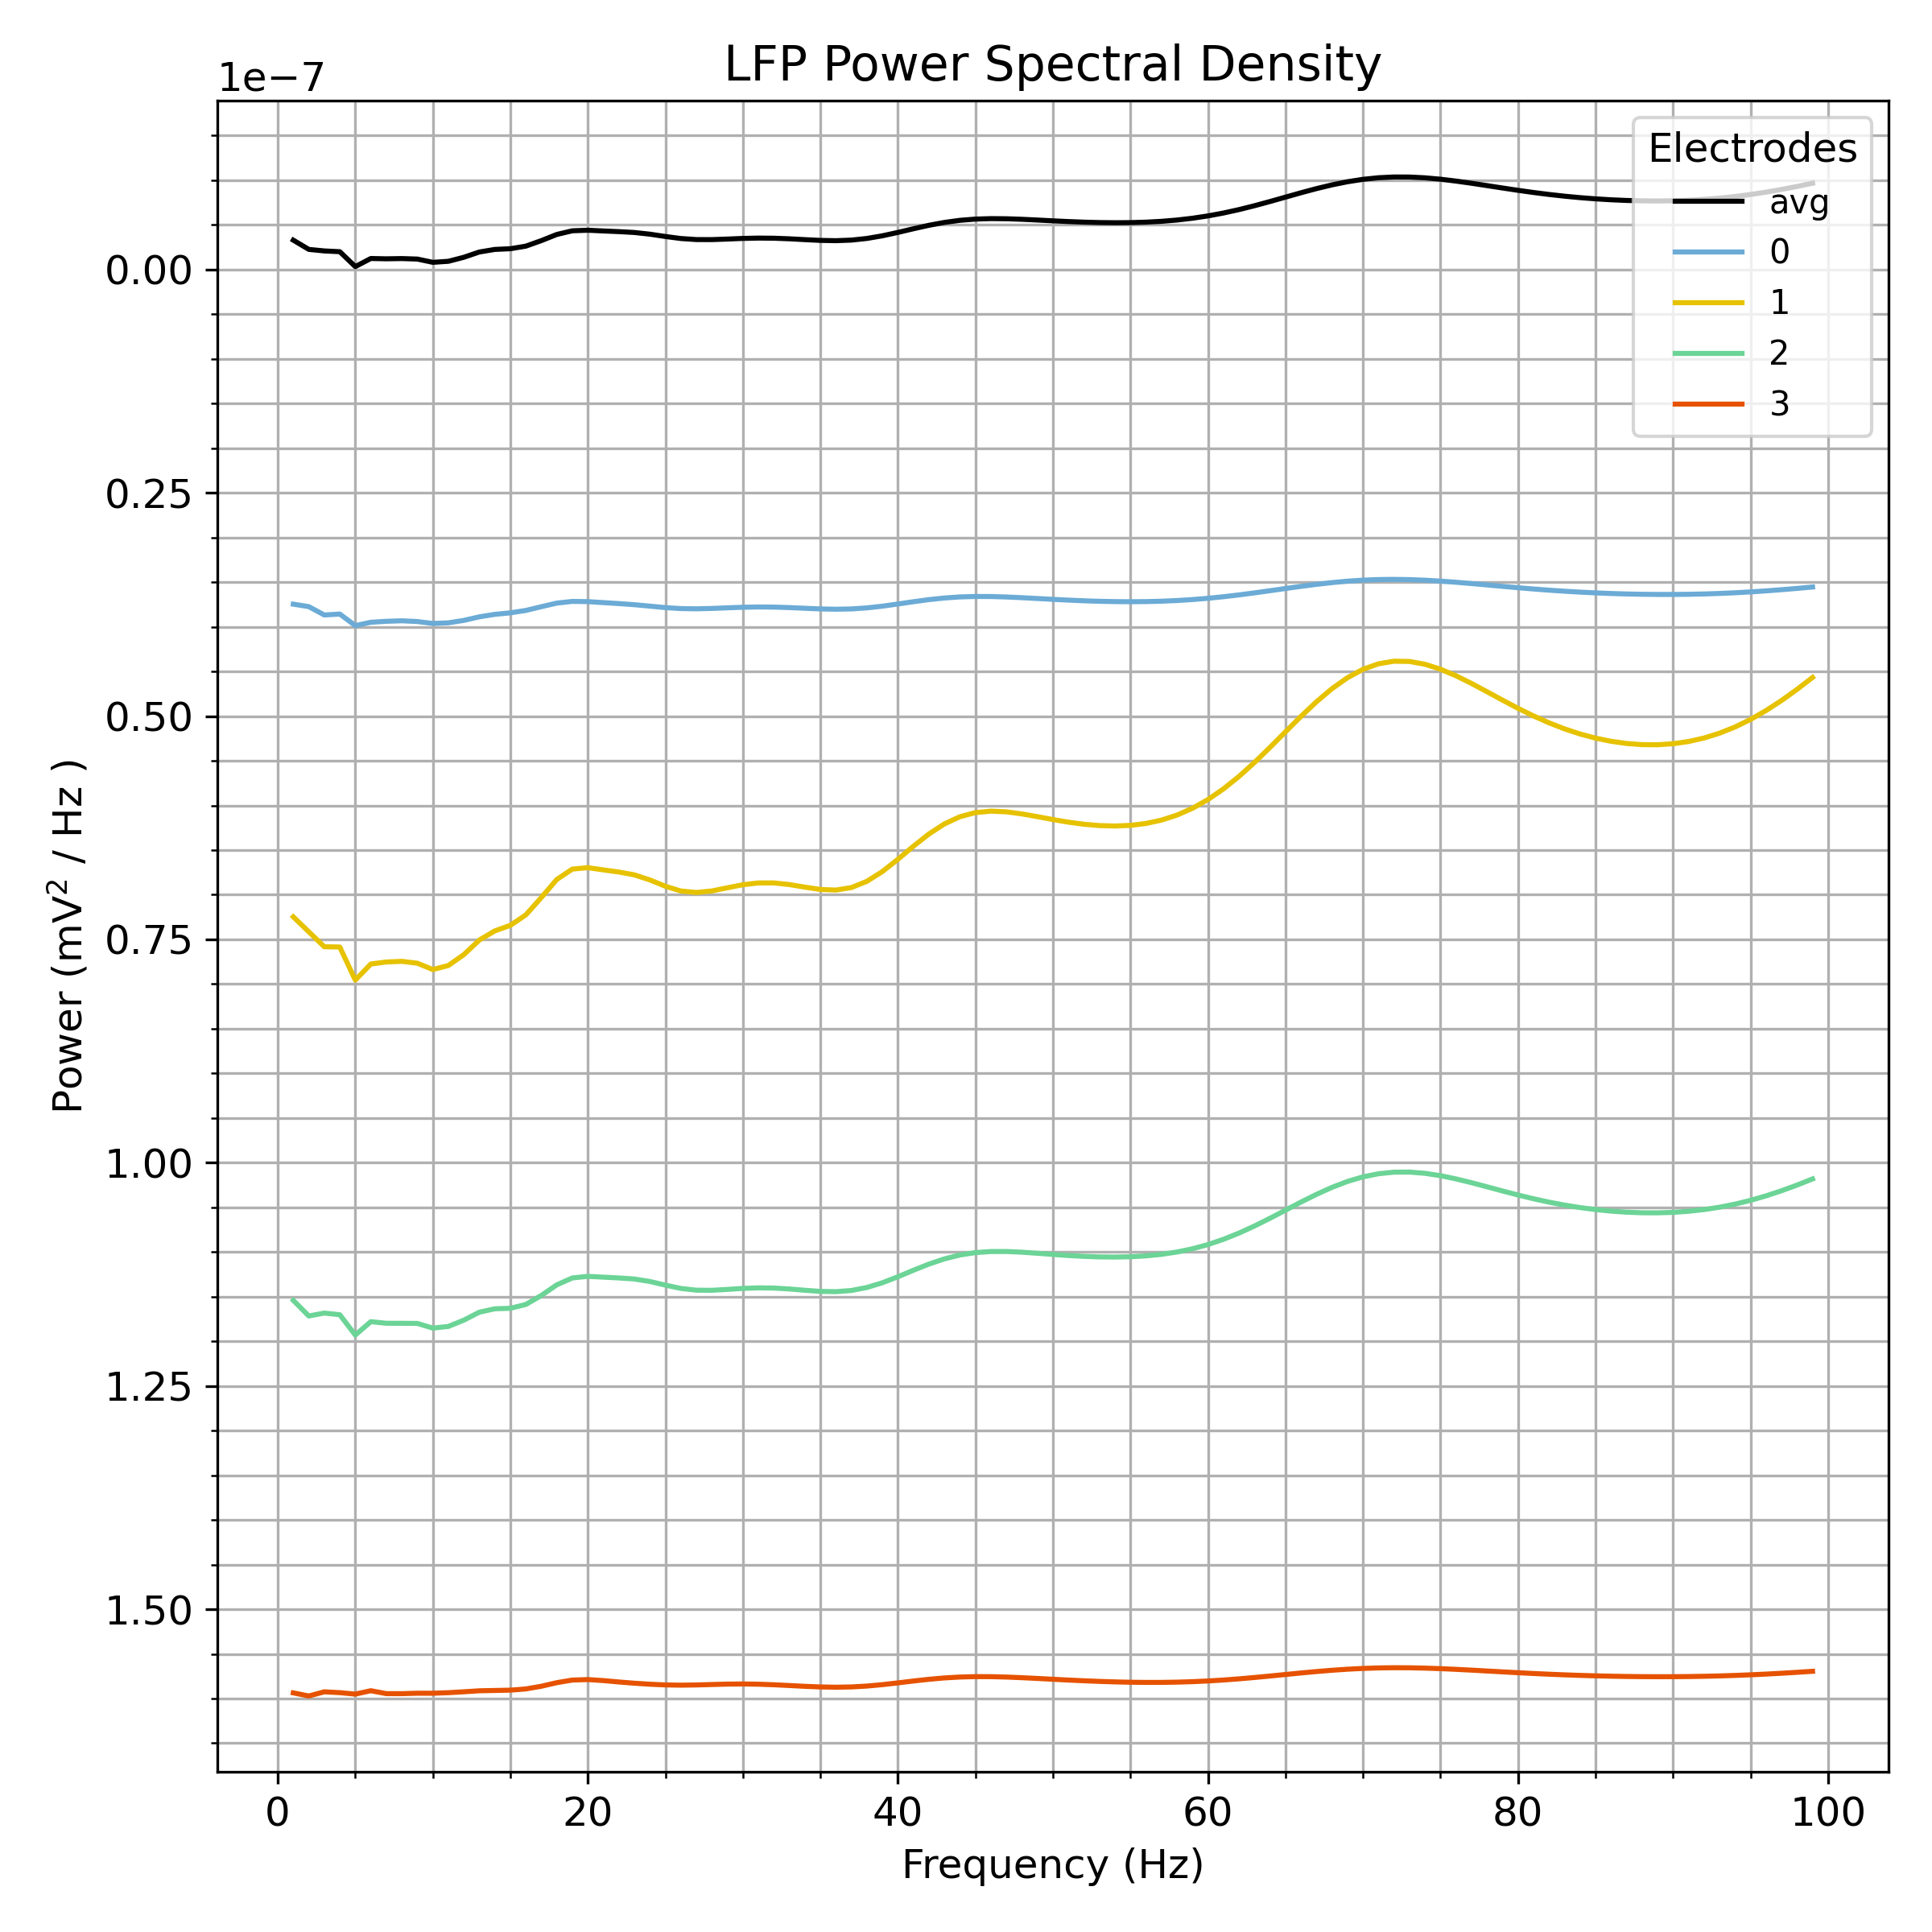 LFP Power Spectral Density
1e−7
Electrodes
avg
0
1
2
3
0.00
0.25
0.50
0.75
1.00
1.25
1.50
Power (mV² / Hz )
0
20
40
60
80
100
Frequency (Hz)